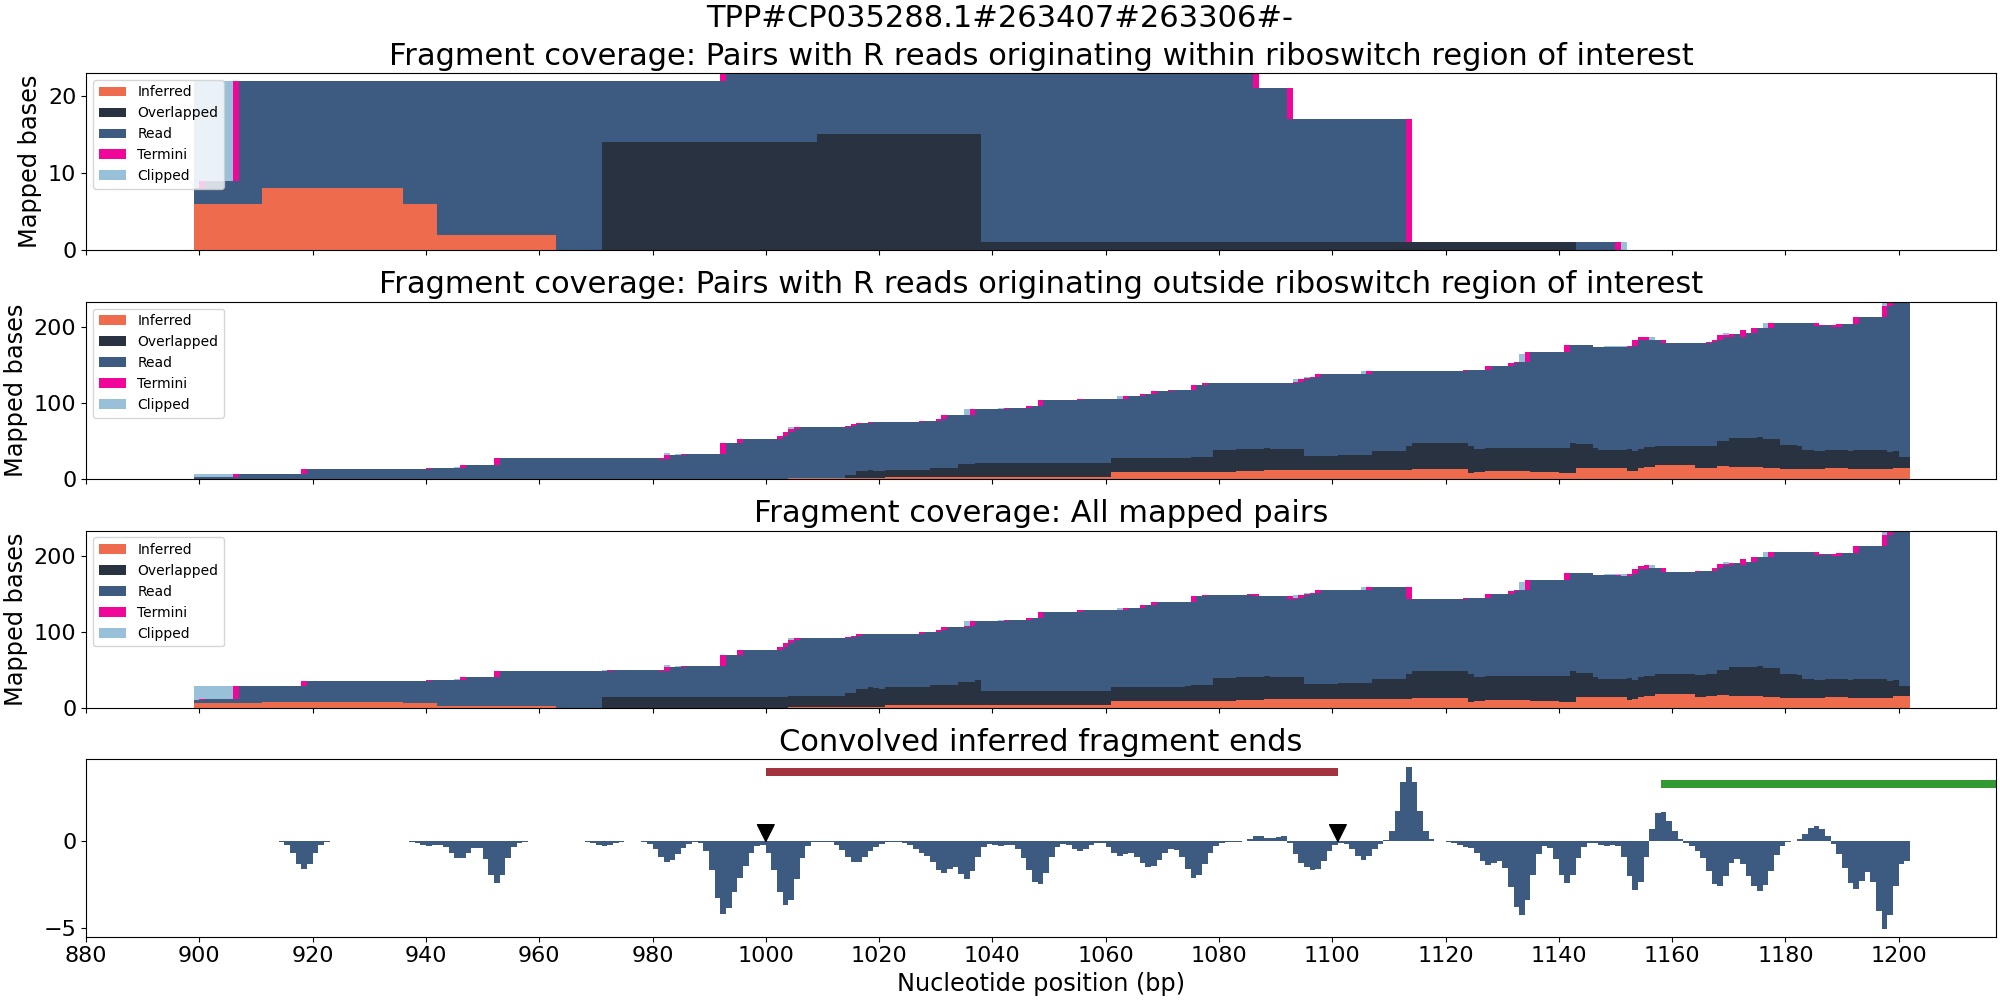 TPP#CP035288.1#263407#263306#-
Fragment coverage: Pairs with R reads originating within riboswitch region of interest
Mapped bases
20
10
0
Inferred
Overlapped
Read
Termini
Clipped
Fragment coverage: Pairs with R reads originating outside riboswitch region of interest
Mapped bases
200
100
0
Inferred
Overlapped
Read
Termini
Clipped
Fragment coverage: All mapped pairs
Mapped bases
200
100
0
Inferred
Overlapped
Read
Termini
Clipped
Convolved inferred fragment ends
0
−5
880 900 920 940 960 980 1000 1020 1040 1060 1080 1100 1120 1140 1160 1180 1200
Nucleotide position (bp)